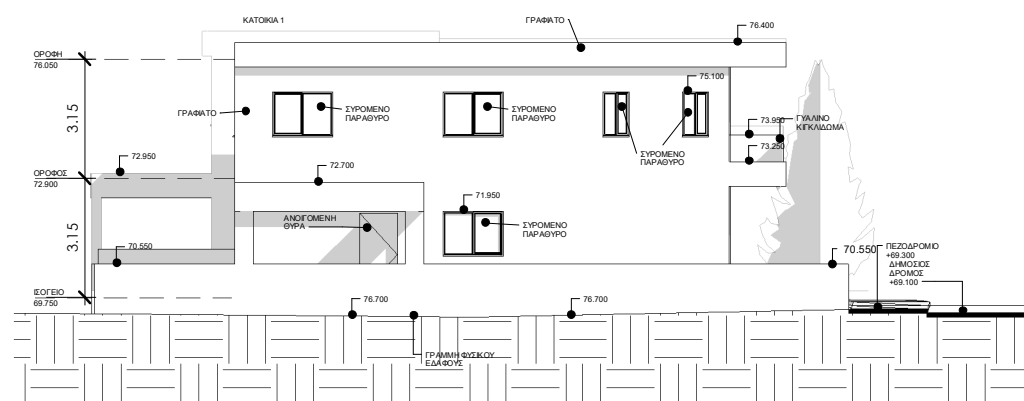 ΚΑΤΟΙΚΙΑ 1
ΓΡΑΦΙΑΤΟ
76.400
ΟΡΟΦΗ
76.050
75.100
3.15
ΓΡΑΦΙΑΤΟ
ΣΥΡΟΜΕΝΟ
ΠΑΡΑΘΥΡΟ
ΣΥΡΟΜΕΝΟ
ΠΑΡΑΘΥΡΟ
73.950
ΓΥΑΛΙΝΟ
ΚΙΓΚΛΙΔΩΜΑ
ΣΥΡΟΜΕΝΟ
ΠΑΡΑΘΥΡΟ
73.250
72.950
72.700
ΟΡΟΦΟΣ
72.900
71.950
3.15
ΑΝΟΙΓΟΜΕΝΗ
ΘΥΡΑ
ΣΥΡΟΜΕΝΟ
ΠΑΡΑΘΥΡΟ
70.550
70.550
ΠΕΖΟΔΡΟΜΙΟ
+69.300
ΔΗΜΟΣΙΟΣ
ΔΡΟΜΟΣ
+69.100
ΙΣΟΓΕΙΟ
69.750
76.700
76.700
ΓΡΑΜΜΗ ΦΥΣΙΚΟΥ
ΕΔΑΦΟΥΣ